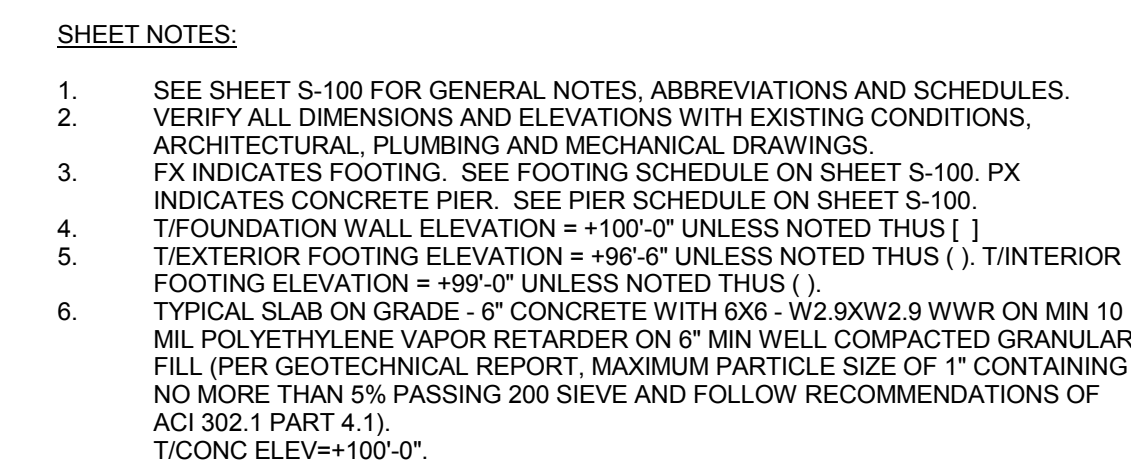 SHEET NOTES:
1. SEE SHEET S-100 FOR GENERAL NOTES, ABBREVIATIONS AND SCHEDULES.
2. VERIFY ALL DIMENSIONS AND ELEVATIONS WITH EXISTING CONDITIONS,
ARCHITECTURAL, PLUMBING AND MECHANICAL DRAWINGS.
3. FX INDICATES FOOTING. SEE FOOTING SCHEDULE ON SHEET S-100. PX
INDICATES CONCRETE PIER. SEE PIER SCHEDULE ON SHEET S-100.
4. T/FOUNDATION WALL ELEVATION = +100'-0" UNLESS NOTED THUS [ ]
5. T/EXTERIOR FOOTING ELEVATION = +96'-6" UNLESS NOTED THUS ( ). T/INTERIOR
FOOTING ELEVATION = +99'-0" UNLESS NOTED THUS ( ).
6. TYPICAL SLAB ON GRADE - 6" CONCRETE WITH 6X6 - W2.9XW2.9 WWR ON MIN 10
MIL POLYETHYLENE VAPOR RETARDER ON 6" MIN WELL COMPACTED GRANULAR
FILL (PER GEOTECHNICAL REPORT, MAXIMUM PARTICLE SIZE OF 1" CONTAINING
NO MORE THAN 5% PASSING 200 SIEVE AND FOLLOW RECOMMENDATIONS OF
ACI 302.1 PART 4.1).
T/CONC ELEV=+100'-0".